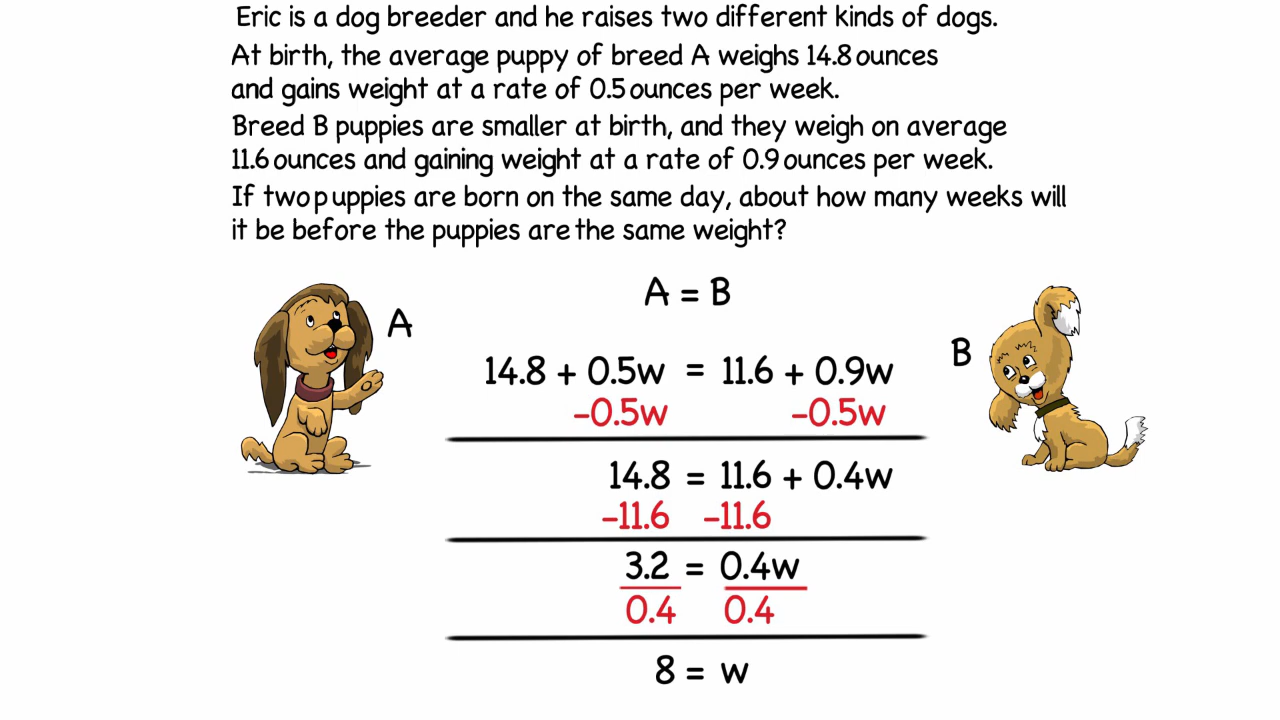 Eric is a dog breeder and he raises two different kinds of dogs.
At birth, the average puppy of breed A weighs 14.8 ounces
and gains weight at a rate of 0.5 ounces per week.
Breed B puppies are smaller at birth, and they weigh on average
11.6 ounces and gaining weight at a rate of 0.9 ounces per week.
If two puppies are born on the same day, about how many weeks will
it be before the puppies are the same weight?
A = B
A
B
14.8 + 0.5w = 11.6 + 0.9w
-0.5w -0.5w
14.8 = 11.6 + 0.4w
-11.6 -11.6
3.2 = 0.4w
0.4 0.4
8 = w